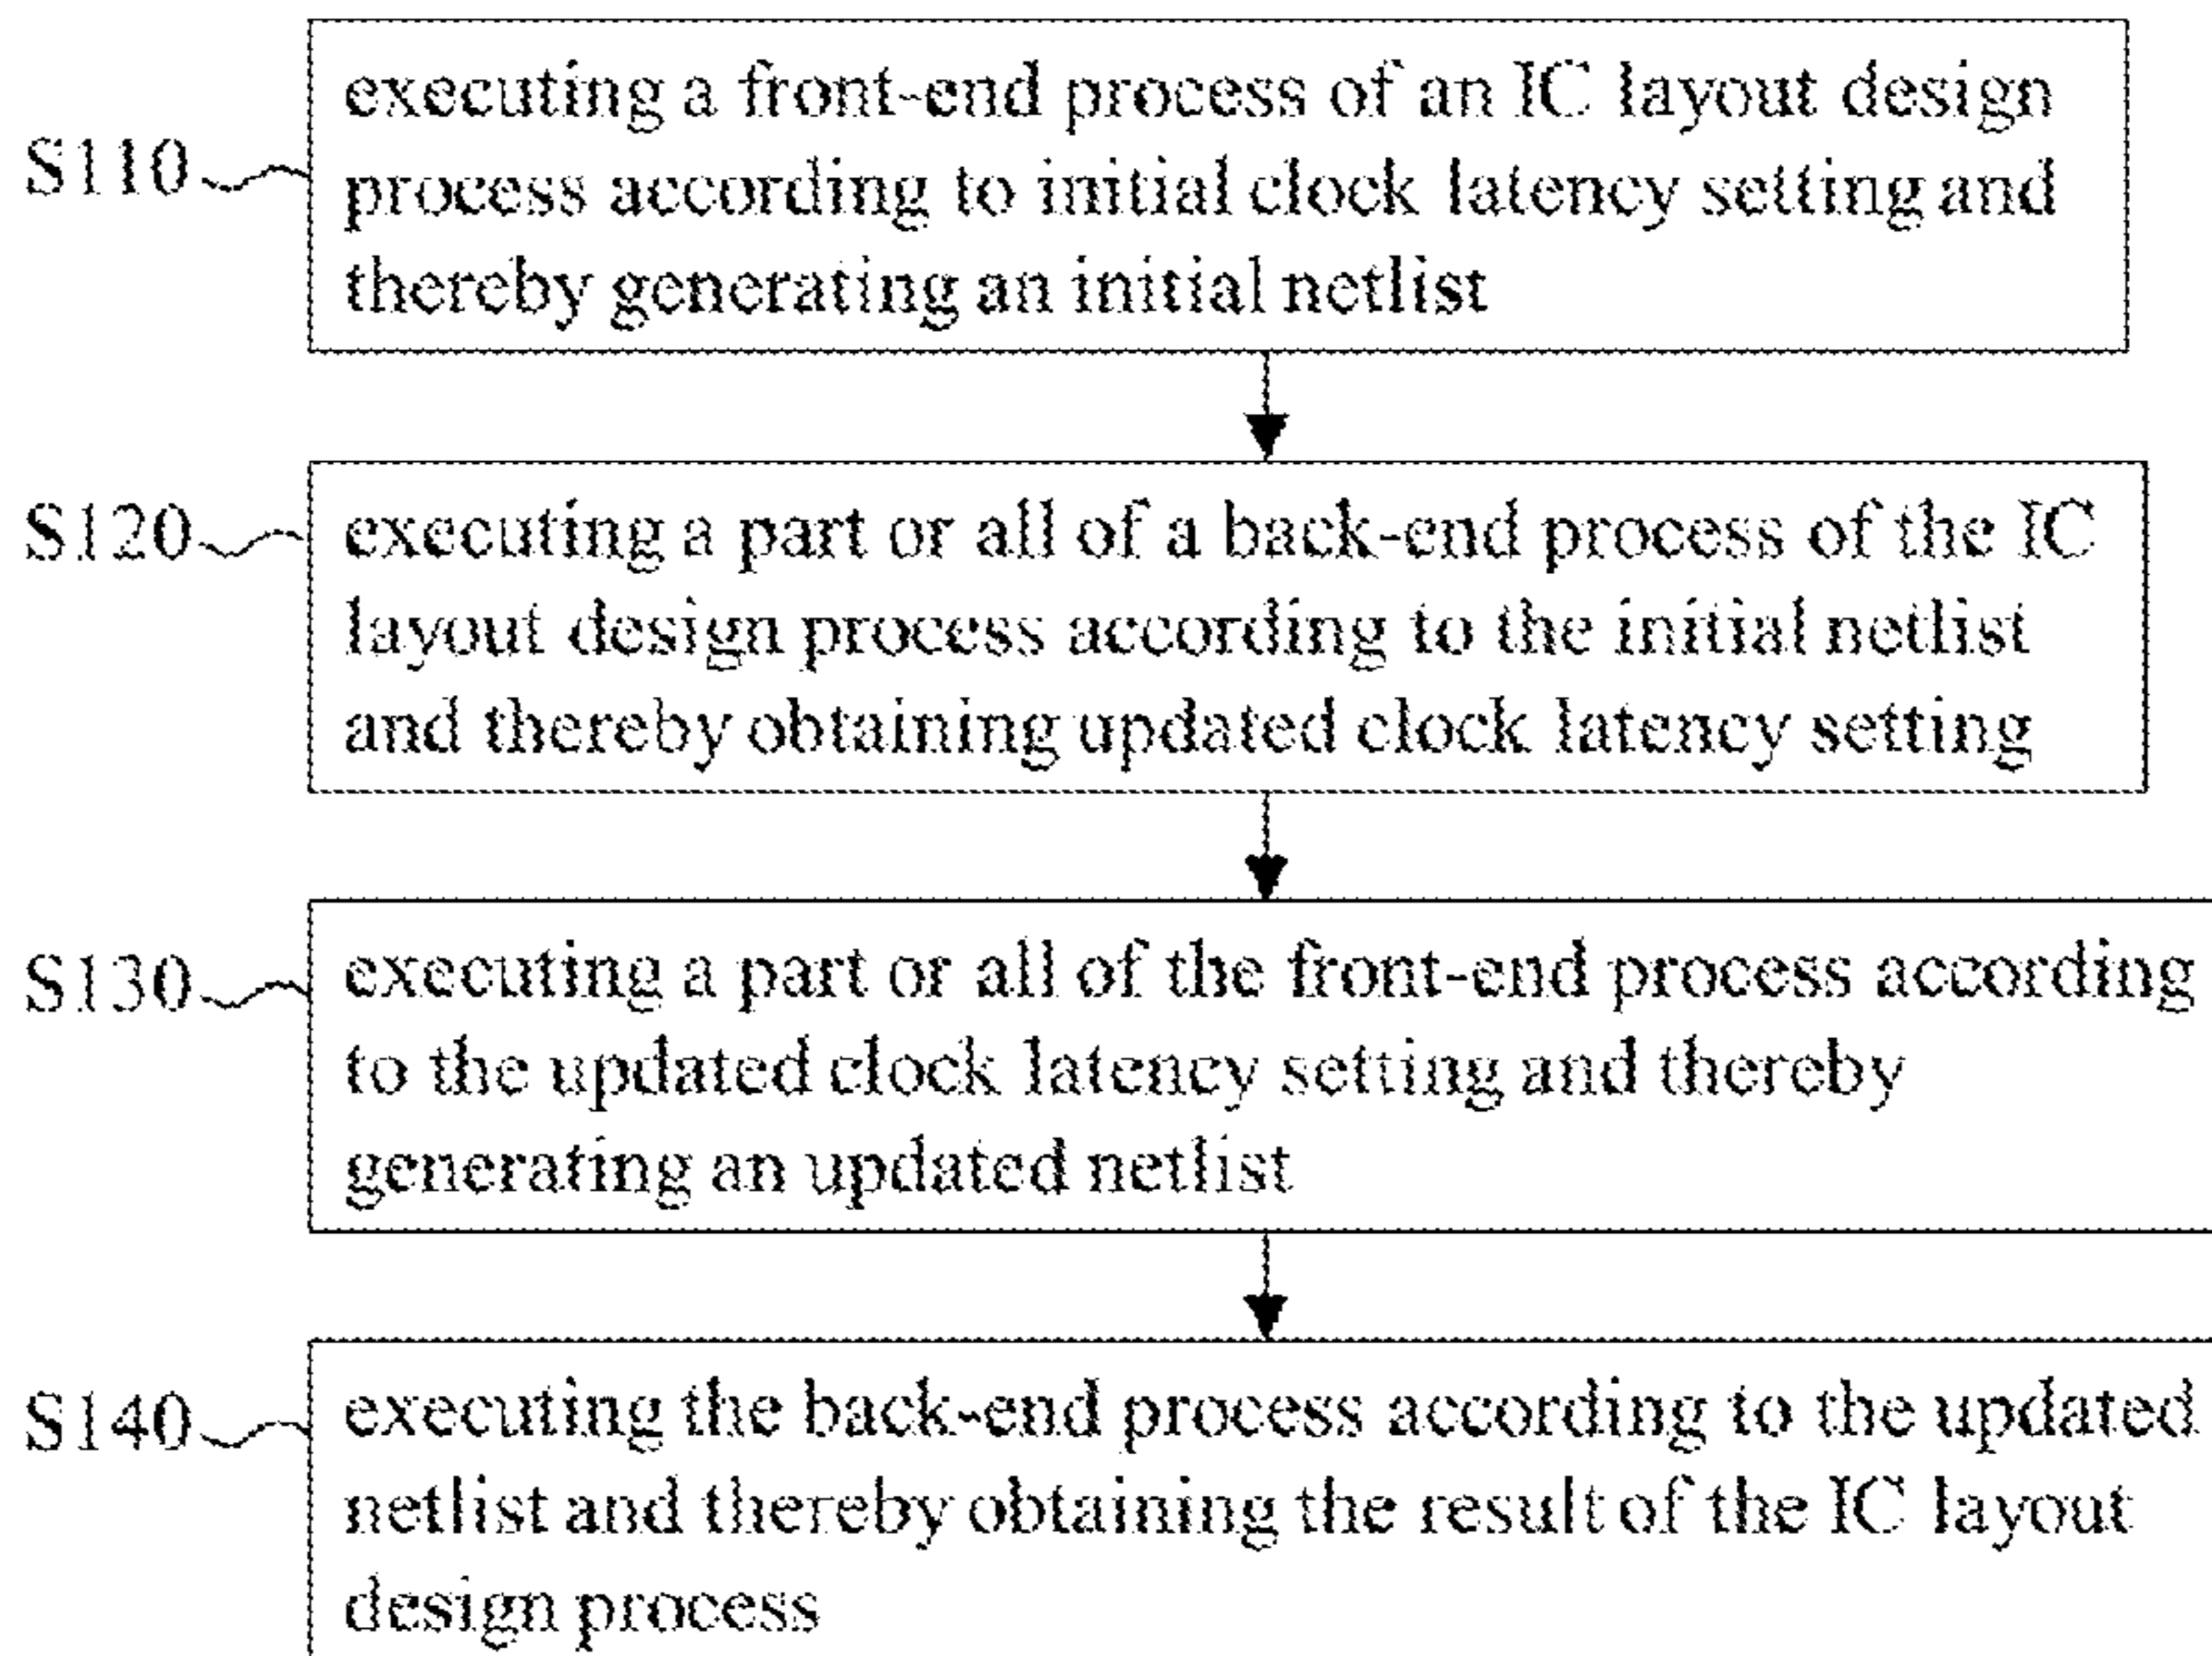 S110
executing a front-end process of an IC layout design
process according to initial clock latency setting and
thereby generating an initial netlist
S120
executing a part or all of a back-end process of the IC
layout design process according to the initial netlist
and thereby obtaining updated clock latency setting
S130
executing a part or all of the front-end process according
to the updated clock latency setting and thereby
generating an updated netlist
S140
executing the back-end process according to the updated
netlist and thereby obtaining the result of the IC layout
design process